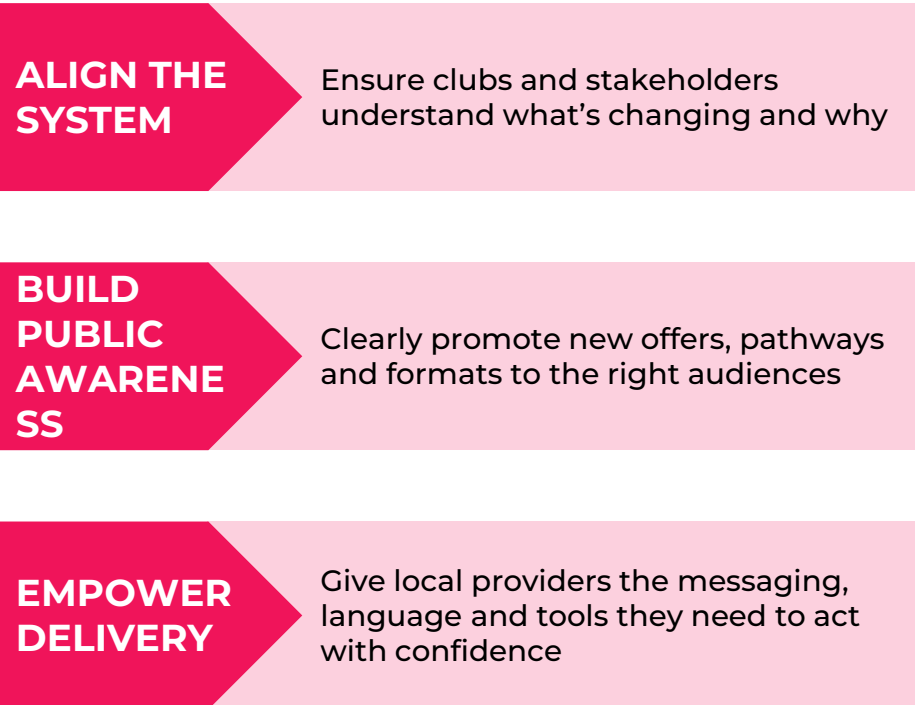 ALIGN THE
SYSTEM
Ensure clubs and stakeholders
understand what’s changing and why
BUILD
PUBLIC
AWARENE
SS
Clearly promote new offers, pathways
and formats to the right audiences
EMPOWER
DELIVERY
Give local providers the messaging,
language and tools they need to act
with confidence